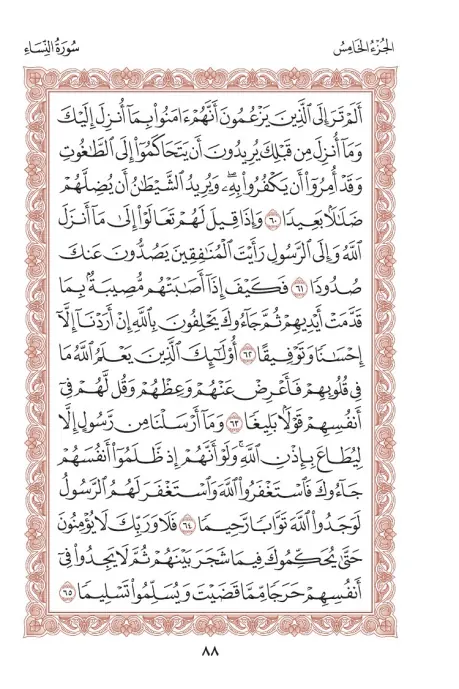 الجُزْءُ الخَامِسُ
سُورَةُ النِّسَاءِ
أَلَمْ تَرَ إِلَى ٱلَّذِينَ يَزْعُمُونَ أَنَّهُمْ ءَامَنُوا۟ بِمَآ أُنزِلَ إِلَيْكَ
وَمَآ أُنزِلَ مِن قَبْلِكَ يُرِيدُونَ أَن يَتَحَاكَمُوٓا۟ إِلَى ٱلطَّٰغُوتِ
وَقَدْ أُمِرُوٓا۟ أَن يَكْفُرُوا۟ بِهِۦۖ وَيُرِيدُ ٱلشَّيْطَٰنُ أَن يُضِلَّهُمْ
ضَلَٰلًۢا بَعِيدًا ٦٠ وَإِذَا قِيلَ لَهُمْ تَعَالَوْا۟ إِلَىٰ مَآ أَنزَلَ
ٱللَّهُ وَإِلَى ٱلرَّسُولِ رَأَيْتَ ٱلْمُنَٰفِقِينَ يَصُدُّونَ عَنكَ
صُدُودًا ٦١ فَكَيْفَ إِذَآ أَصَٰبَتْهُم مُّصِيبَةٌۢ بِمَا
قَدَّمَتْ أَيْدِيهِمْ ثُمَّ جَآءُوكَ يَحْلِفُونَ بِٱللَّهِ إِنْ أَرَدْنَآ إِلَّآ
إِحْسَٰنًا وَتَوْفِيقًا ٦٢ أُو۟لَٰٓئِكَ ٱلَّذِينَ يَعْلَمُ ٱللَّهُ مَا
فِى قُلُوبِهِمْ فَأَعْرِضْ عَنْهُمْ وَعِظْهُمْ وَقُل لَّهُمْ فِىٓ
أَنفُسِهِمْ قَوْلًۢا بَلِيغًا ٦٣ وَمَآ أَرْسَلْنَا مِن رَّسُولٍ إِلَّا
لِيُطَاعَ بِإِذْنِ ٱللَّهِۚ وَلَوْ أَنَّهُمْ إِذ ظَّلَمُوٓا۟ أَنفُسَهُمْ
جَآءُوكَ فَٱسْتَغْفَرُوا۟ ٱللَّهَ وَٱسْتَغْفَرَ لَهُمُ ٱلرَّسُولُ
لَوَجَدُوا۟ ٱللَّهَ تَوَّابًا رَّحِيمًا ٦٤ فَلَا وَرَبِّكَ لَا يُؤْمِنُونَ
حَتَّىٰ يُحَكِّمُوكَ فِيمَا شَجَرَ بَيْنَهُمْ ثُمَّ لَا يَجِدُوا۟ فِىٓ
أَنفُسِهِمْ حَرَجًا مِّمَّا قَضَيْتَ وَيُسَلِّمُوا۟ تَسْلِيمًا ٦٥
٨٨